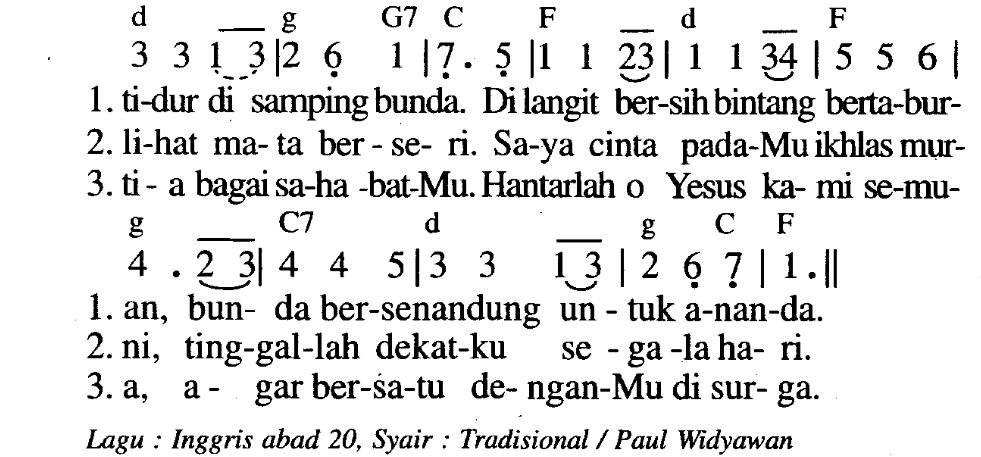 d g G7 C F d F
3 3 1 3 | 2 6 1 | 7 . 5 | 1 1 23 | 1 1 34 | 5 5 6 |
1. ti-dur di samping bunda. Di langit ber-sih bintang berta-bur-
2. li-hat ma-ta ber-se-ri. Sa-ya cinta pada-Mu ikhlas mur-
3. ti-a bagai sa-ha-bat-Mu. Hantarlah o Yesus ka-mi se-mu-
g C7 d g C F
4 . 2 3 | 4 4 5 | 3 3 1 3 | 2 6 7 | 1 . ||
1. an, bun-da ber-senandung un-tuk a-nan-da.
2. ni, ting-gal-lah dekat-ku se-ga-la ha-ri.
3. a, a-gar ber-sa-tu de-ngan-Mu di sur-ga.
Lagu : Inggris abad 20, Syair : Tradisional / Paul Widyawan